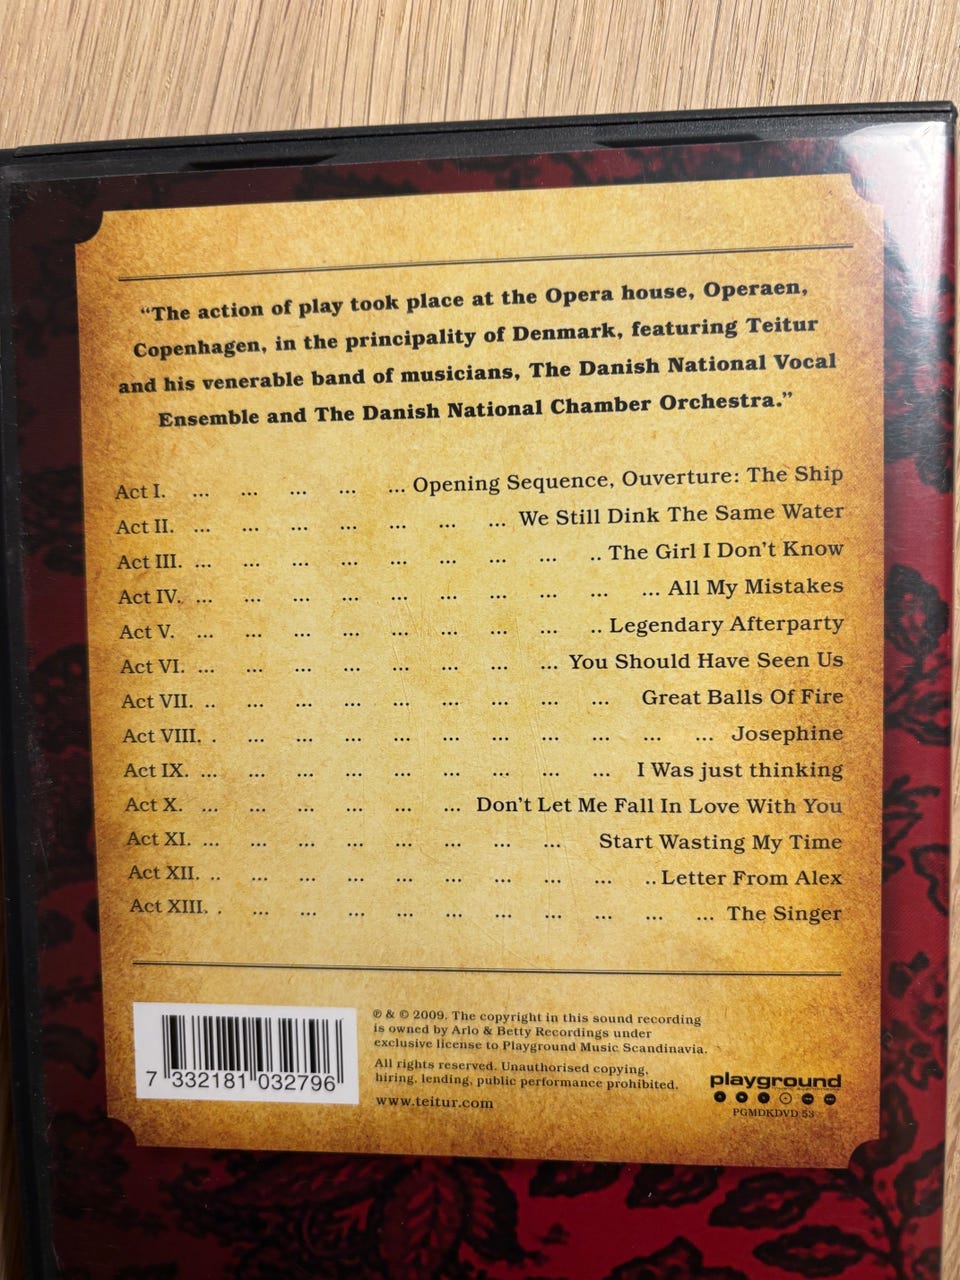 “The action of play took place at the Opera house, Operaen,
Copenhagen, in the principality of Denmark, featuring Teitur
and his venerable band of musicians, The Danish National Vocal
Ensemble and The Danish National Chamber Orchestra.”
Act I. ... ... ... ... ... Opening Sequence, Ouverture: The Ship
Act II. ... ... ... ... ... ... ... We Still Dink The Same Water
Act III. ... ... ... ... ... ... ... ... .. The Girl I Don't Know
Act IV. ... ... ... ... ... ... ... ... ... ... All My Mistakes
Act V. ... ... ... ... ... ... ... ... .. Legendary Afterparty
Act VI. ... ... ... ... ... ... ... ... You Should Have Seen Us
Act VII. .. ... ... ... ... ... ... ... ... Great Balls Of Fire
Act VIII. . ... ... ... ... ... ... ... ... ... ... Josephine
Act IX. ... ... ... ... ... ... ... ... ... I Was just thinking
Act X. ... ... ... ... ... ... Don't Let Me Fall In Love With You
Act XI. ... ... ... ... ... ... ... ... Start Wasting My Time
Act XII. .. ... ... ... ... ... ... ... ... .. Letter From Alex
Act XIII. . ... ... ... ... ... ... ... ... ... ... The Singer
℗ & © 2009. The copyright in this sound recording
is owned by Arlo & Betty Recordings under
exclusive license to Playground Music Scandinavia.
All rights reserved. Unauthorised copying,
hiring, lending, public performance prohibited.
www.teitur.com
7 332181 032796
playground
PGMDKDVD 53